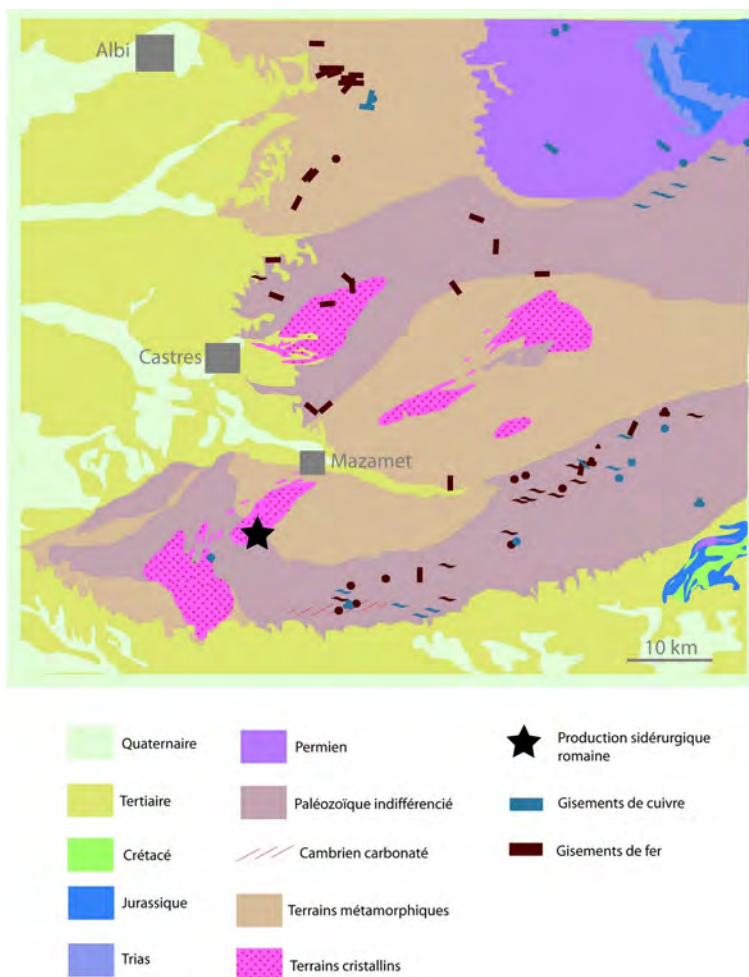 Albi
Castres
Mazamet
10 km
Quaternaire
Permien
Production sidérurgique
romaine
Tertiaire
Paléozoïque indifférencié
Gisements de cuivre
Crétacé
Cambrien carbonaté
Gisements de fer
Jurassique
Terrains métamorphiques
Trias
Terrains cristallins